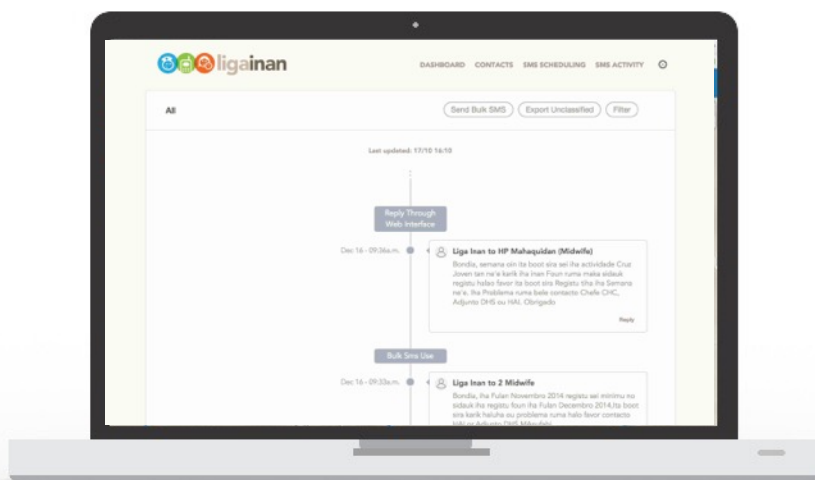 ligainan
DASHBOARD CONTACTS SMS SCHEDULING SMS ACTIVITY
All
Send Bulk SMS Export Unclassified Filter
Last updated: 17/10 16:10
Reply Through
Web Interface
Dec 16 - 09:36a.m.
Liga Inan to HP Mahaquidan (Midwife)
Bondia, semana oin ita boot sira sei iha actividade Cruz
Joven tan ne'e karik iha Inan Foun ruma maka sidauk
registu halao favor ita boot sira Registu tiha iha Semana
ne'e. Iha Problema ruma bele contacto Chefe CHC,
Adjunto DHS ou HAI. Obrigado
Reply
Bulk Sms Use
Dec 16 - 09:33a.m.
Liga Inan to 2 Midwife
Bondia, iha Fulan Novembro 2014 registu sei minimu no
sidauk iha registu foun iha Fulan Decembro 2014.Ita boot
sira karik haluha ou problema ruma halo favor contacto
HAI or Adjunto DHS